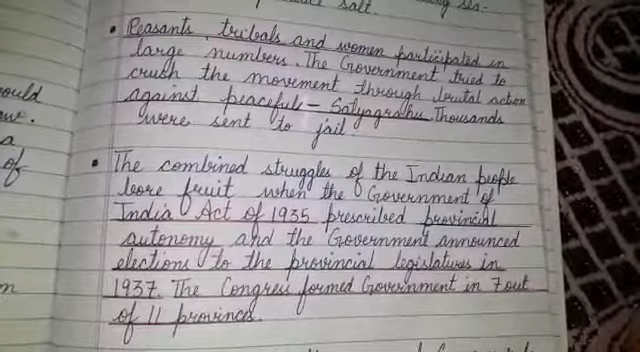 salt.
• Peasants, tribals and women participated in
large numbers. The Government tried to
crush the movement through brutal action
against peaceful - Satyagrahis. Thousands
were sent to jail.
• The combined struggles of the Indian people
bore fruit when the Government of
India Act of 1935 prescribed provincial
autonomy and the Government announced
elections to the provincial legislatures in
1937. The Congress formed Government in 7 out
of 11 provinces.
ould
a
of